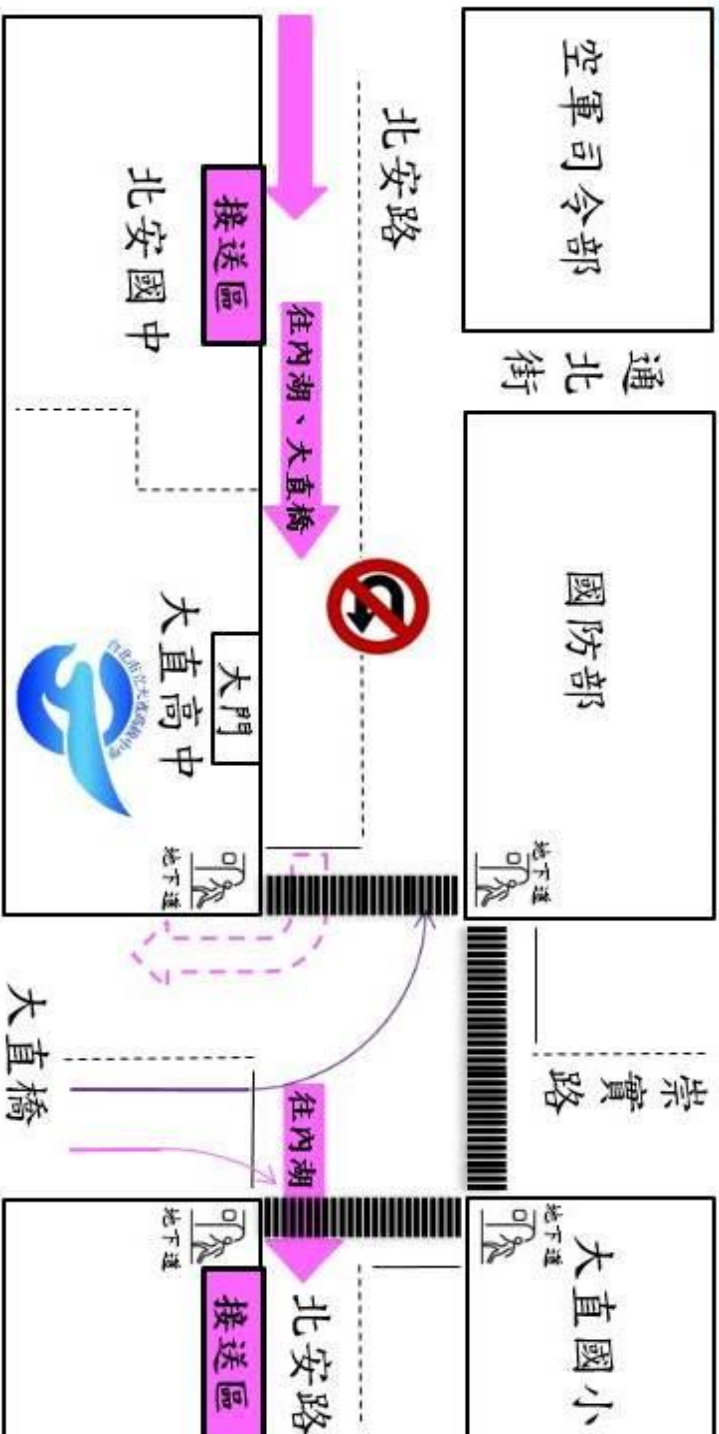 空軍司令部
通北街
國防部
崇實路
大直國小
地下道
地下道
北安路
往內湖、大直橋
往內湖
北安路
接送區
大門
地下道
地下道
接送區
北安國中
大直高中
大直橋